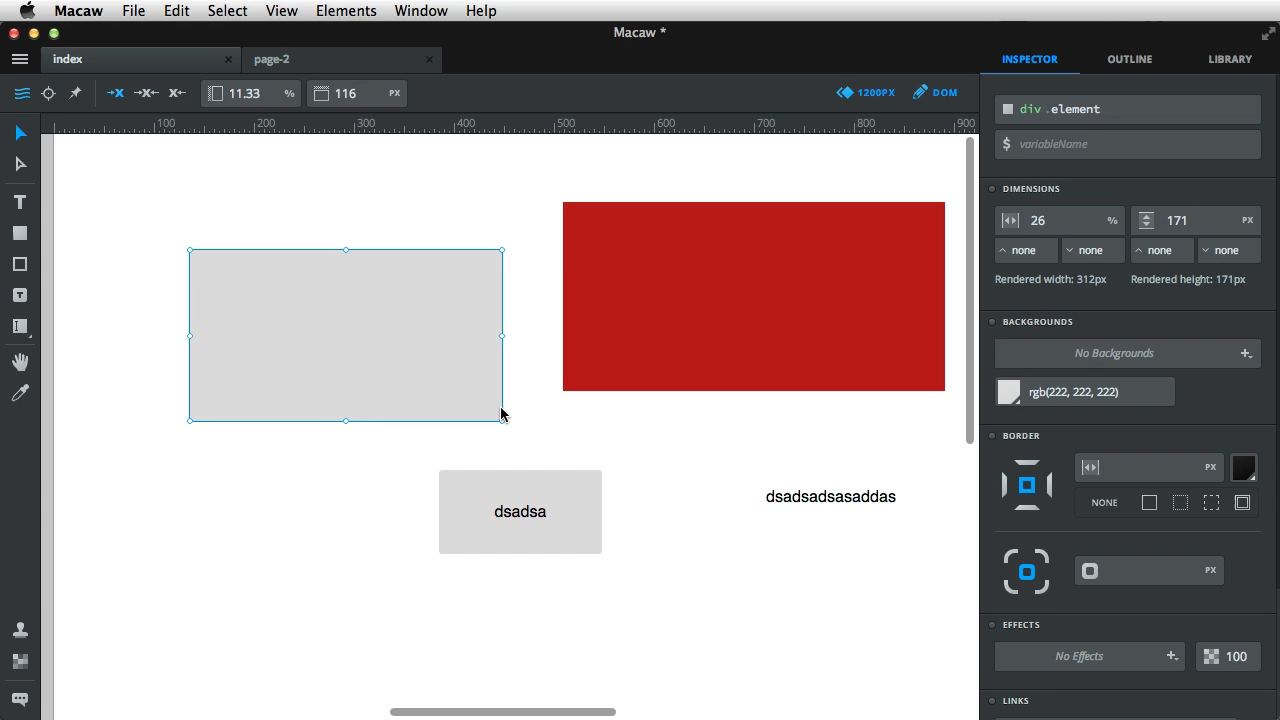 Macaw File Edit Select View Elements Window Help
Macaw *
index × page-2 × INSPECTOR OUTLINE LIBRARY
11.33 % 116 PX 1200PX DOM
100 200 300 400 500 600 700 800 900
div.element
$ variableName
DIMENSIONS
26 % 171 PX
none none none none
Rendered width: 312px Rendered height: 171px
BACKGROUNDS
No Backgrounds
rgb(222, 222, 222)
BORDER
PX
NONE
PX
dsadsa
dsadsadsasaddas
EFFECTS
No Effects 100
LINKS